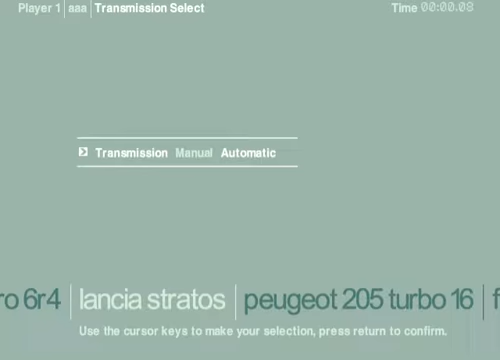 Player 1 aaa Transmission Select Time 00:00.08
Transmission Manual Automatic
ro 6r4 lancia stratos peugeot 205 turbo 16 f
Use the cursor keys to make your selection, press return to confirm.